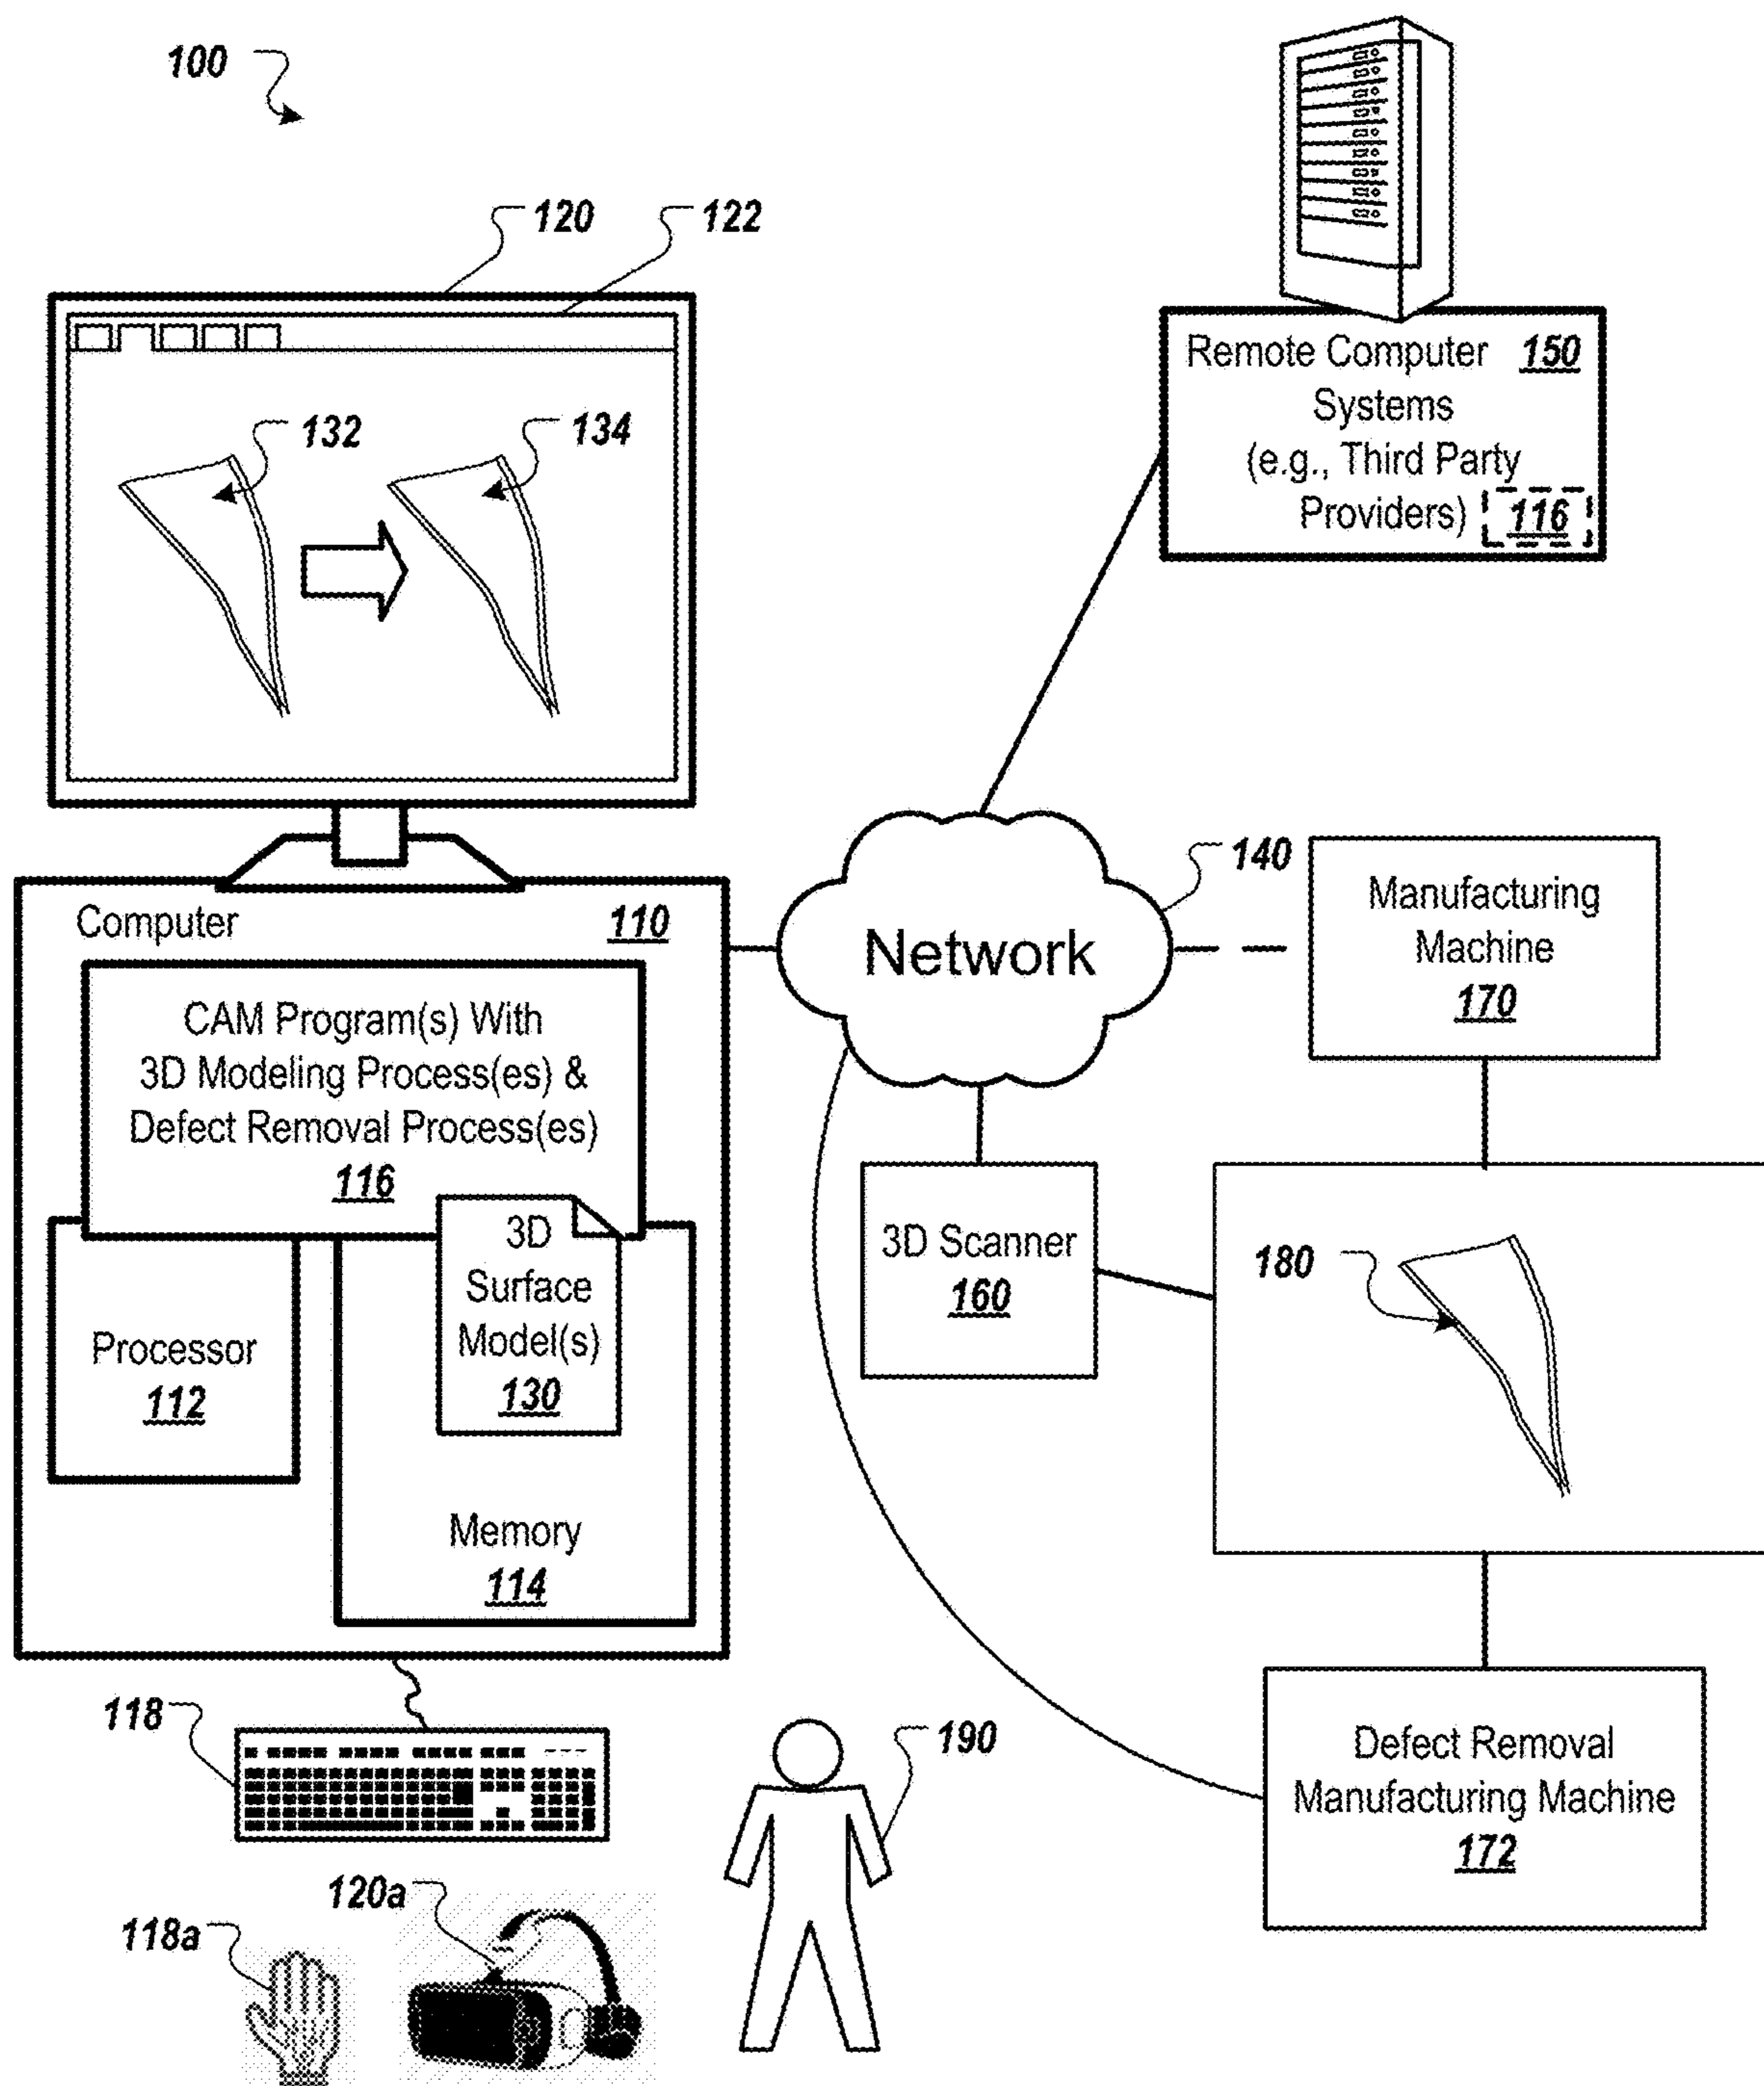 100
120
122
132
134
Remote Computer 150
Systems
(e.g., Third Party
Providers) 116
140
Network
Manufacturing
Machine
170
Computer 110
CAM Program(s) With
3D Modeling Process(es) &
Defect Removal Process(es)
116
3D
Surface
Model(s)
130
Processor
112
Memory
114
3D Scanner
160
180
118
190
Defect Removal
Manufacturing Machine
172
120a
118a